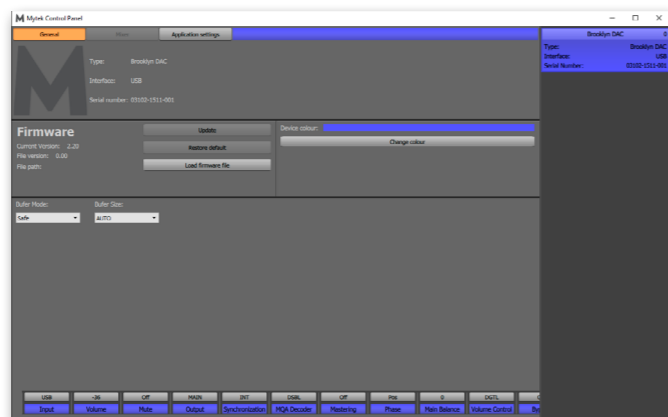 Mytek Control Panel
General Mixer Application settings
Brooklyn DAC 0
Type: Brooklyn DAC
Interface: USB
Serial Number: 03102-1511-001
Type: Brooklyn DAC
Interface: USB
Serial number: 03102-1511-001
Firmware
Current Version: 2.20
File version: 0.00
File path:
Update
Restore default
Load firmware file
Device colour:
Change colour
Bufer Mode: Bufer Size:
Safe AUTO
USB -36 Off MAIN INT DSBL Off Pos 0 DGTL
Input Volume Mute Output Synchronization MQA Decoder Mastering Phase Main Balance Volume Control